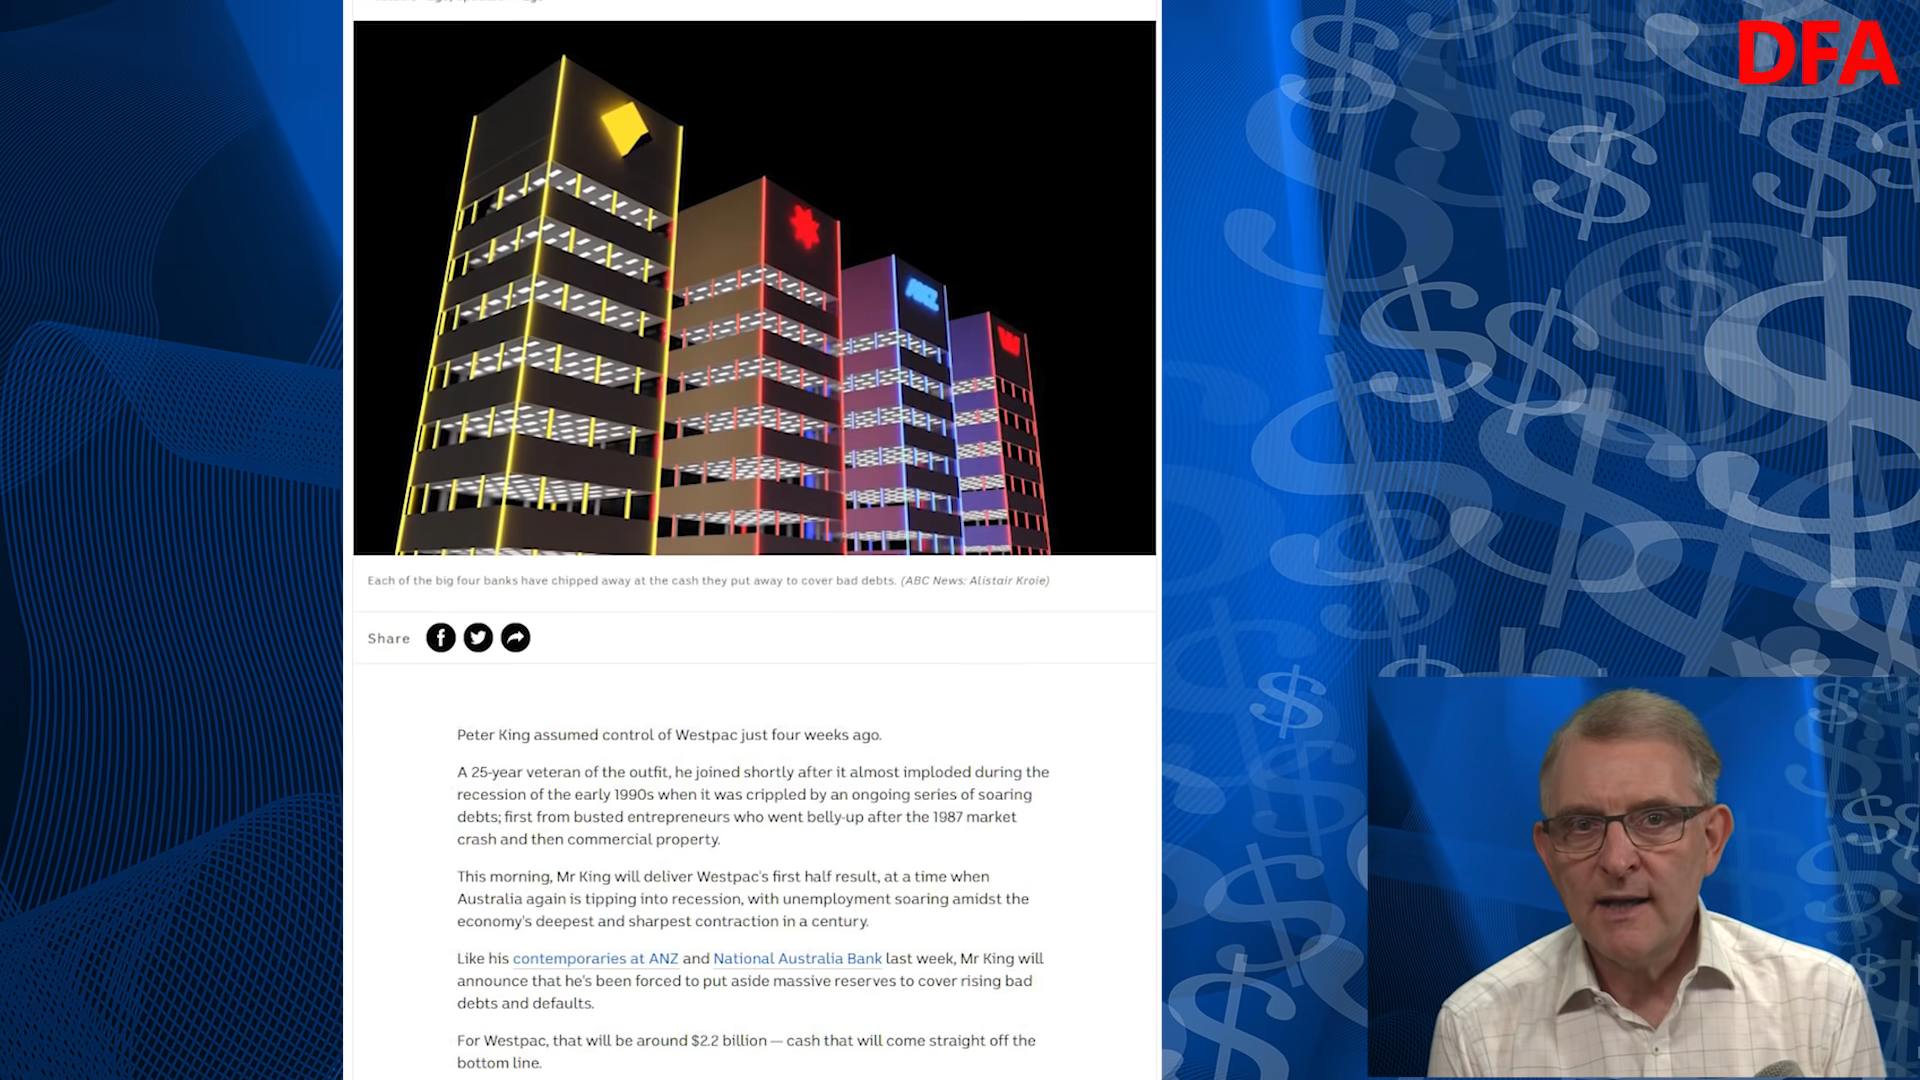 DFA
ANZ
W
Each of the big four banks have chipped away at the cash they put away to cover bad debts. (ABC News: Alistair Kroie)
Share
Peter King assumed control of Westpac just four weeks ago.
A 25-year veteran of the outfit, he joined shortly after it almost imploded during the
recession of the early 1990s when it was crippled by an ongoing series of soaring
debts; first from busted entrepreneurs who went belly-up after the 1987 market
crash and then commercial property.
This morning, Mr King will deliver Westpac's first half result, at a time when
Australia again is tipping into recession, with unemployment soaring amidst the
economy's deepest and sharpest contraction in a century.
Like his contemporaries at ANZ and National Australia Bank last week, Mr King will
announce that he's been forced to put aside massive reserves to cover rising bad
debts and defaults.
For Westpac, that will be around $2.2 billion — cash that will come straight off the
bottom line.